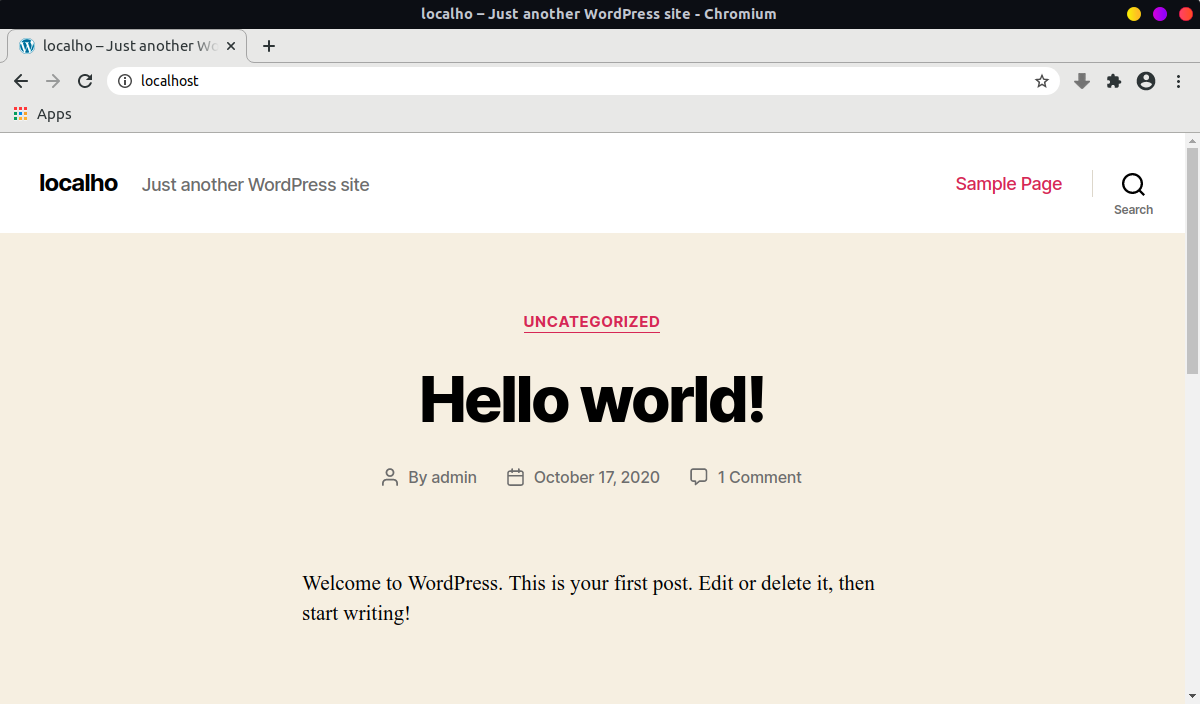 localho – Just another WordPress site - Chromium
localho – Just another Wo
localhost
Apps
localho Just another WordPress site Sample Page
Search
UNCATEGORIZED
Hello world!
By admin October 17, 2020 1 Comment
Welcome to WordPress. This is your first post. Edit or delete it, then
start writing!